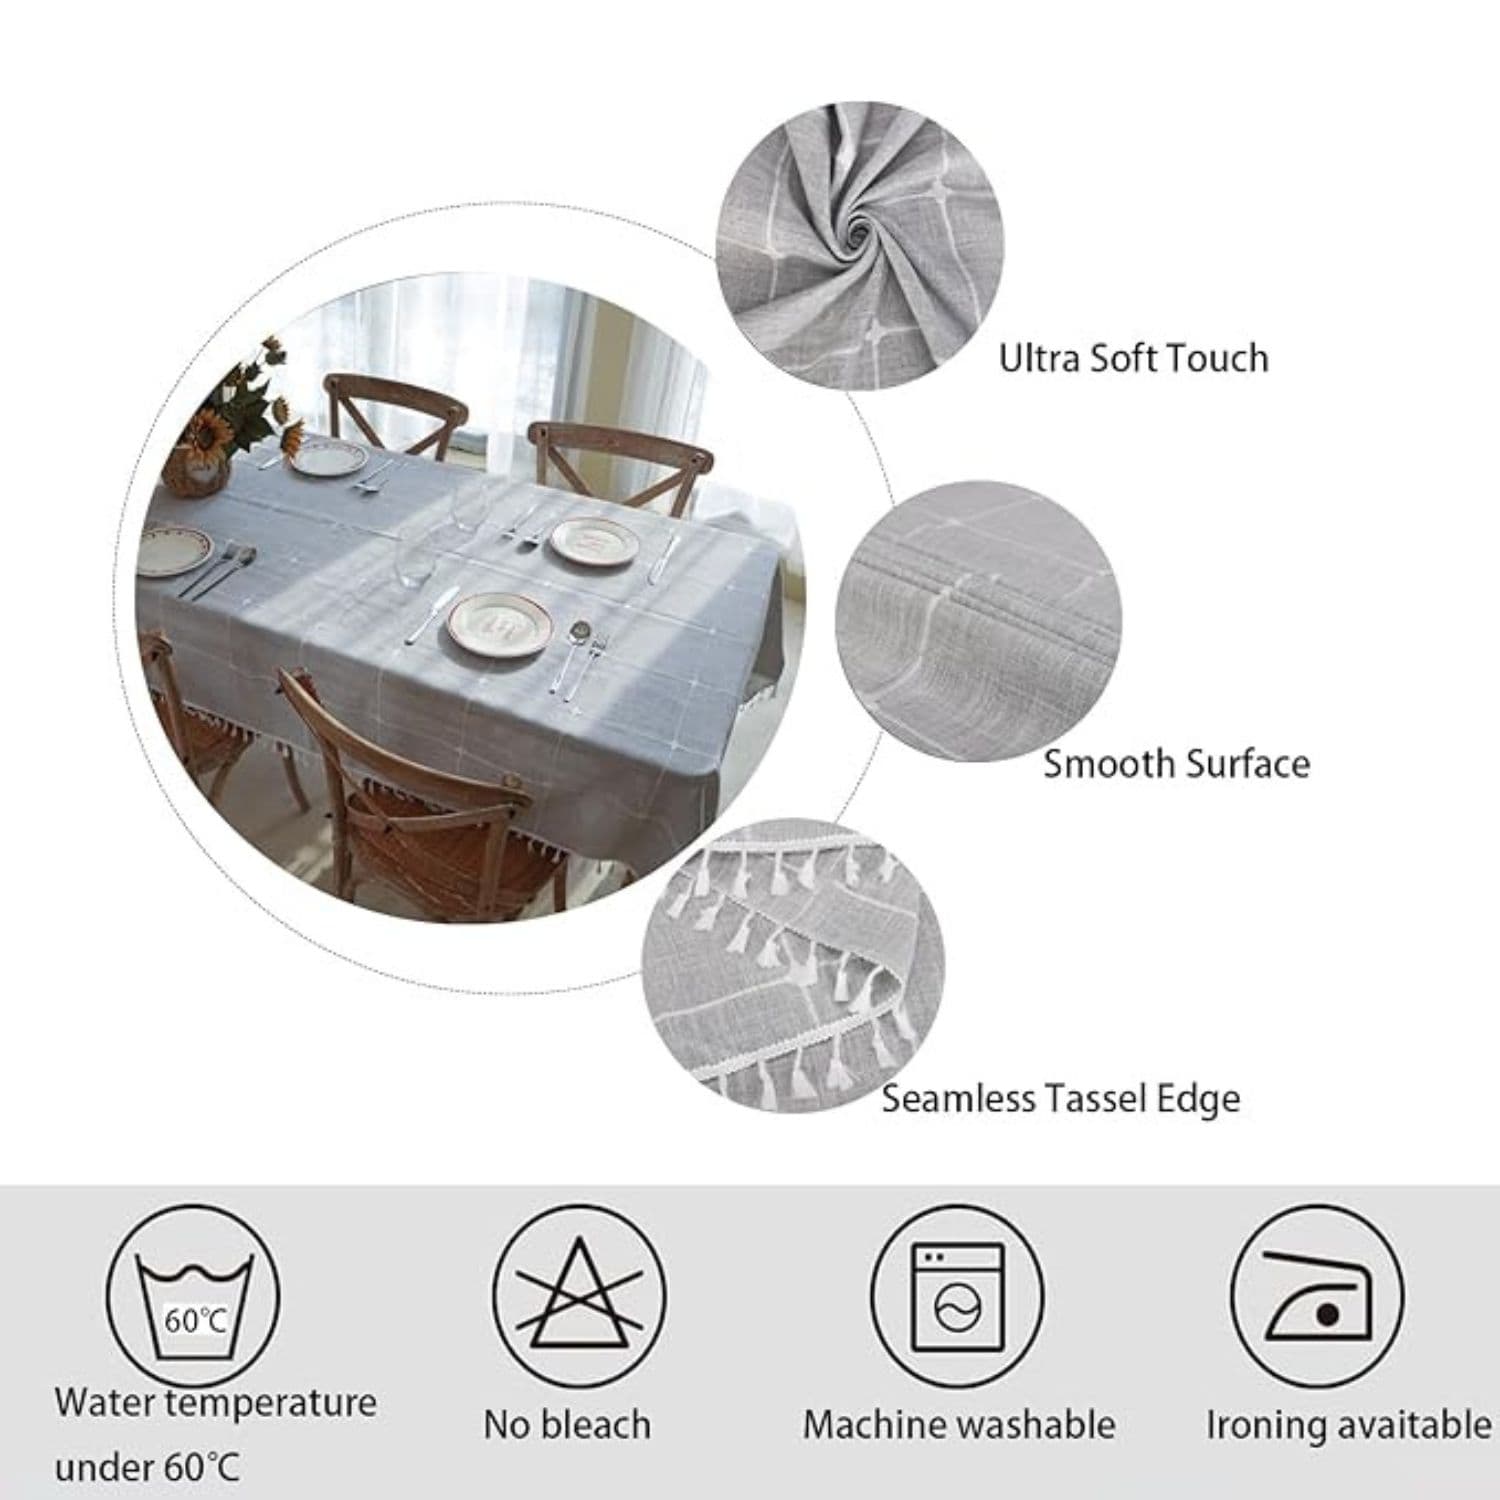 Ultra Soft Touch
Smooth Surface
Seamless Tassel Edge
60℃
Water temperature
under 60℃
No bleach
Machine washable
Ironing avaitable